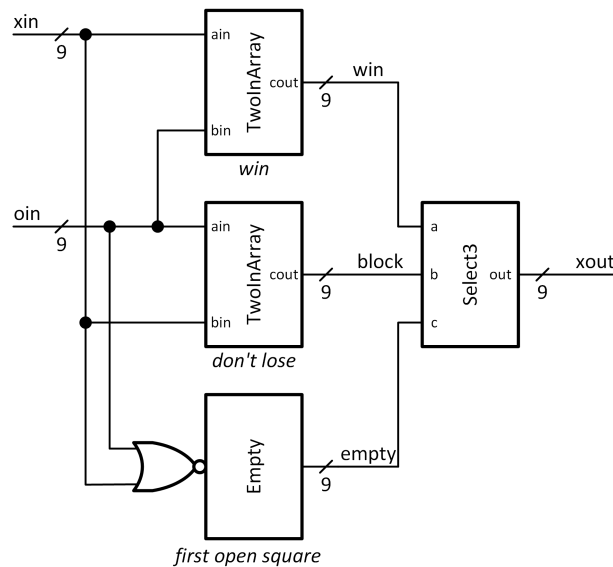 xin
9
ain
TwoInArray
cout
bin
win
9
win
oin
9
ain
TwoInArray
cout
bin
block
9
don't lose
a
b
c
Select3
out
9
xout
Empty
empty
9
first open square